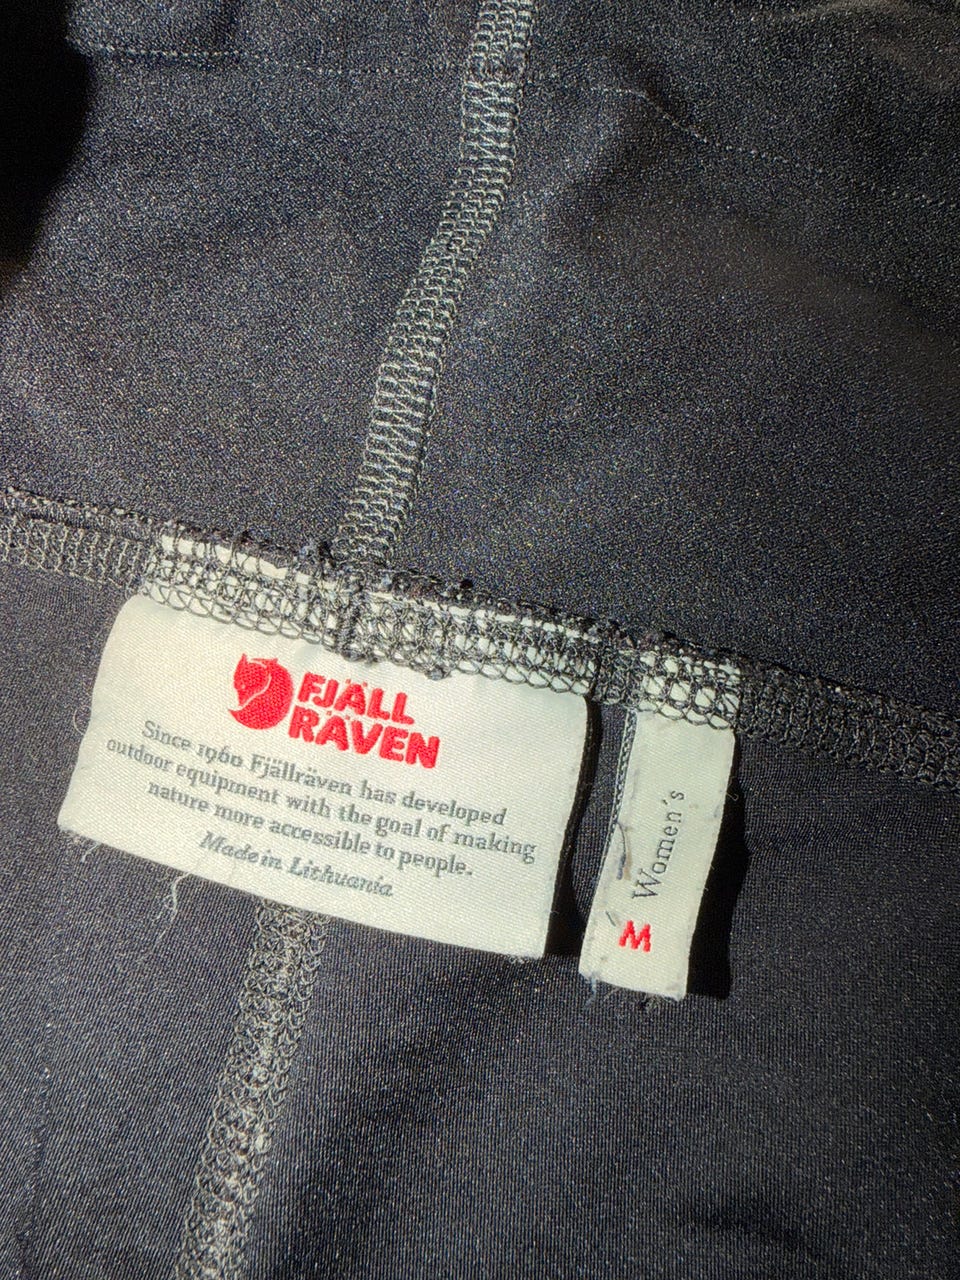 FJÄLL
RÄVEN
Since 1960 Fjällräven has developed
outdoor equipment with the goal of making
nature more accessible to people.
Made in Lithuania
Women's
M